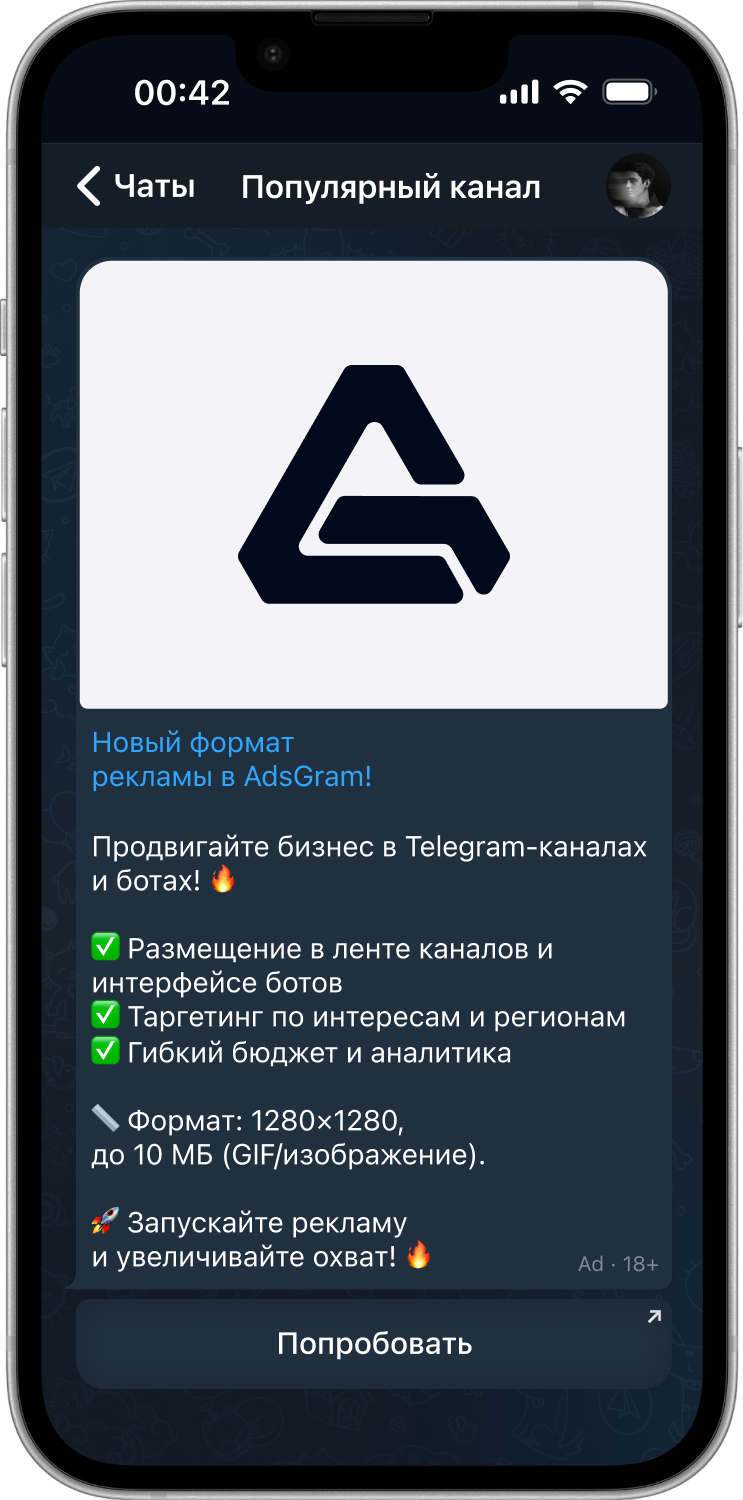 00:42
Чаты
Популярный канал
Новый формат
рекламы в AdsGram!
Продвигайте бизнес в Telegram-каналах
и ботах! 🔥
✅ Размещение в ленте каналов и
интерфейсе ботов
✅ Таргетинг по интересам и регионам
✅ Гибкий бюджет и аналитика
📏 Формат: 1280×1280,
до 10 МБ (GIF/изображение).
🚀 Запускайте рекламу
и увеличивайте охват! 🔥
Ad · 18+
Попробовать